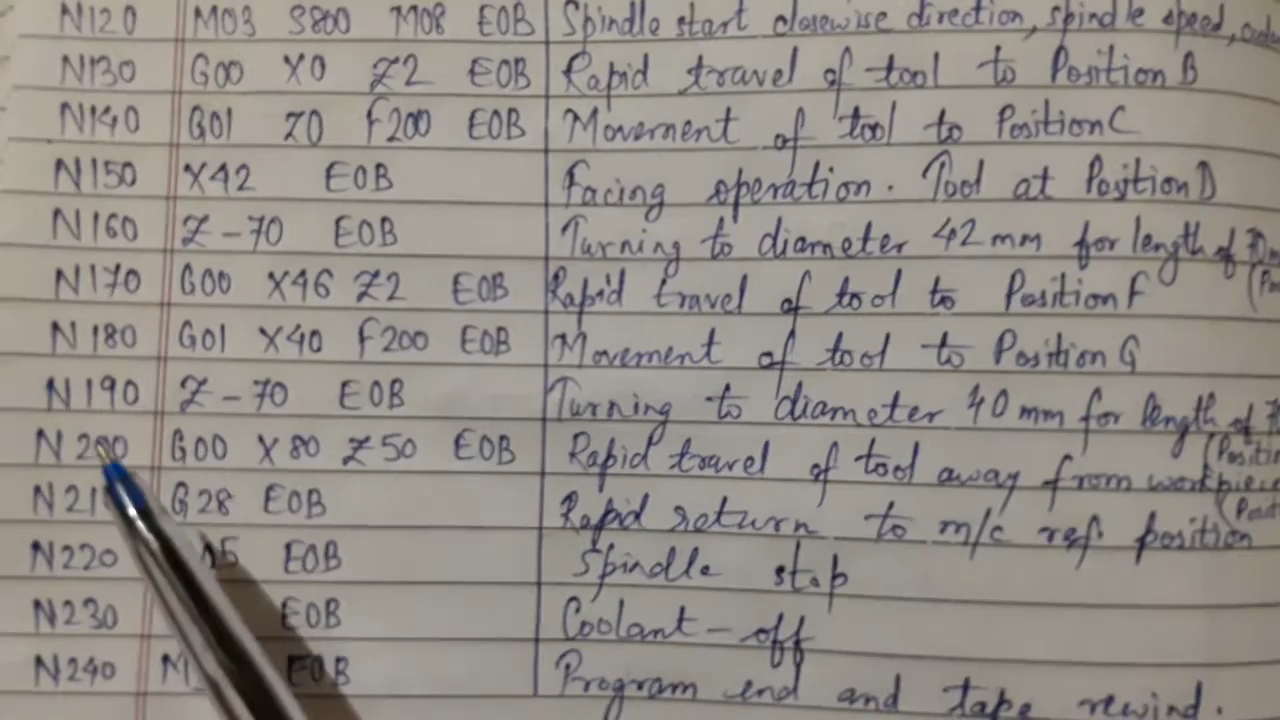 N120 M03 S800 M08 EOB Spindle start closewise direction, spindle speed,
N130 G00 X0 Z2 EOB Rapid travel of tool to Position B
N140 G01 Z0 F200 EOB Movement of tool to Position C
N150 X42 EOB Facing operation. Tool at Position D
N160 Z-70 EOB Turning to diameter 42 mm for length of
N170 G00 X46 Z2 EOB Rapid travel of tool to Position F
N180 G01 X40 F200 EOB Movement of tool to Position G
N190 Z-70 EOB Turning to diameter 40 mm for length of
N200 G00 X80 Z50 EOB Rapid travel of tool away from workpiece
N21 G28 EOB Rapid return to m/c ref. position
N220 EOB Spindle stop
N230 EOB Coolant-off
N240 EOB Program end and tape rewind.